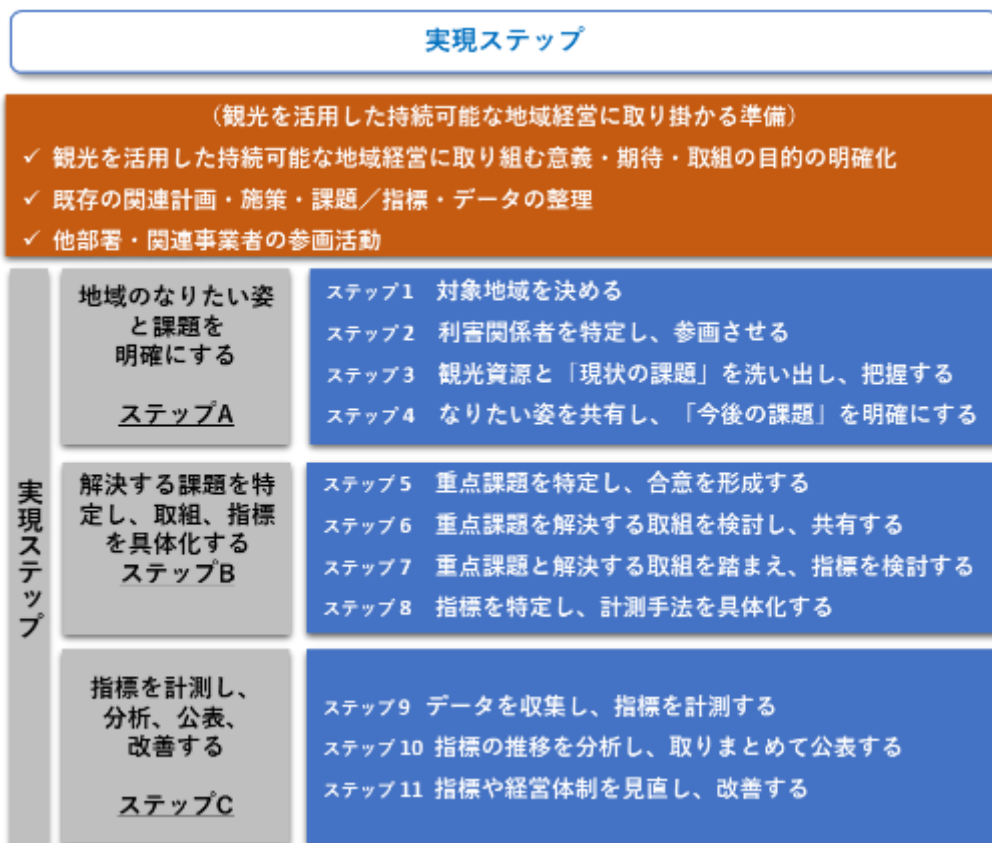 実現ステップ
（観光を活用した持続可能な地域経営に取り掛かる準備）
✓ 観光を活用した持続可能な地域経営に取り組む意義・期待・取組の目的の明確化
✓ 既存の関連計画・施策・課題／指標・データの整理
✓ 他部署・関連事業者の参画活動
実現ステップ
地域のなりたい姿
と課題を
明確にする
ステップA
ステップ1 対象地域を決める
ステップ2 利害関係者を特定し、参画させる
ステップ3 観光資源と「現状の課題」を洗い出し、把握する
ステップ4 なりたい姿を共有し、「今後の課題」を明確にする
解決する課題を特
定し、取組、指標
を具体化する
ステップB
ステップ5 重点課題を特定し、合意を形成する
ステップ6 重点課題を解決する取組を検討し、共有する
ステップ7 重点課題と解決する取組を踏まえ、指標を検討する
ステップ8 指標を特定し、計測手法を具体化する
指標を計測し、
分析、公表、
改善する
ステップC
ステップ9 データを収集し、指標を計測する
ステップ10 指標の推移を分析し、取りまとめて公表する
ステップ11 指標や経営体制を見直し、改善する